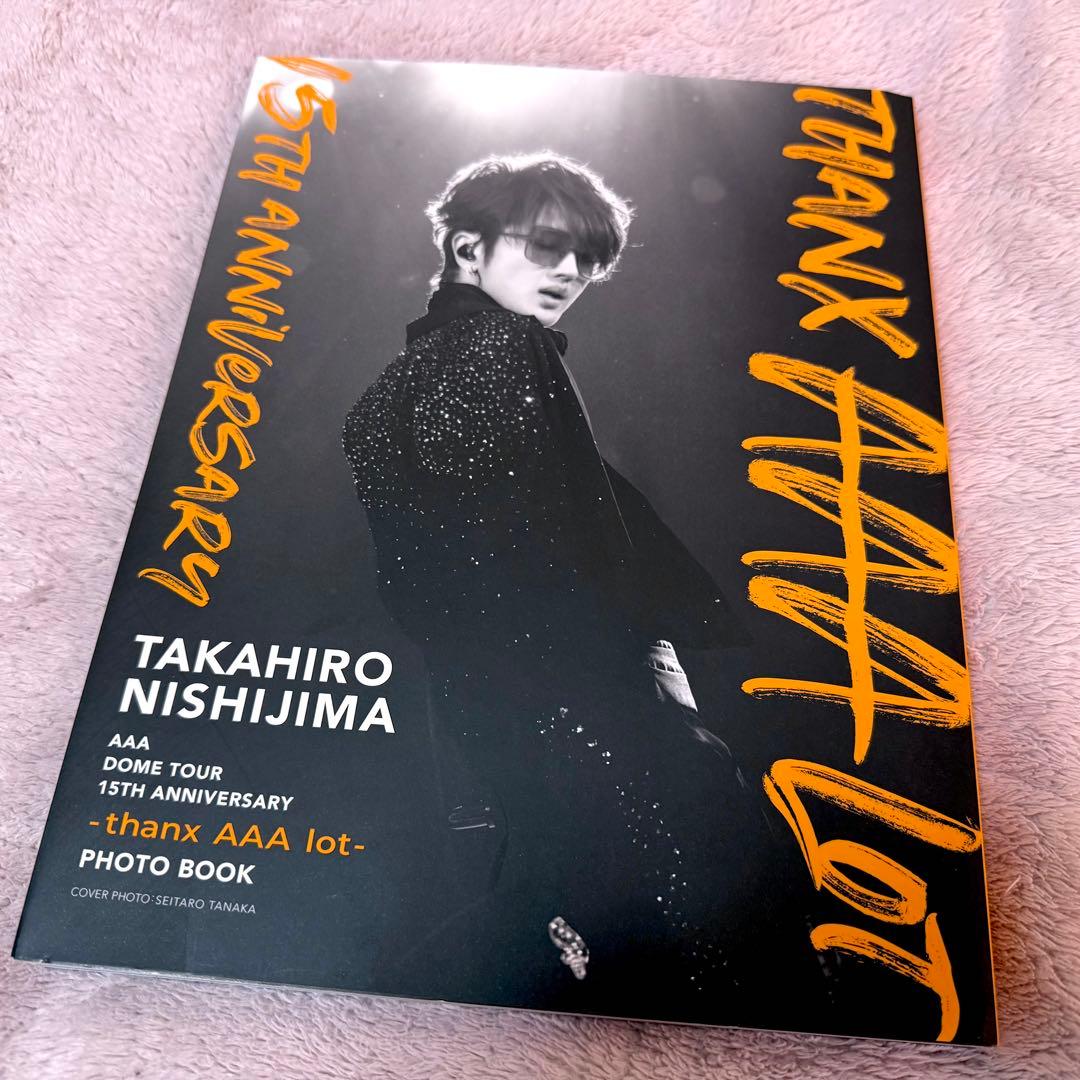 15TH ANNIVERSARY
THANX AAA LOT
TAKAHIRO
NISHIJIMA
AAA
DOME TOUR
15TH ANNIVERSARY
-thanx AAA lot-
PHOTO BOOK
COVER PHOTO:SEITARO TANAKA